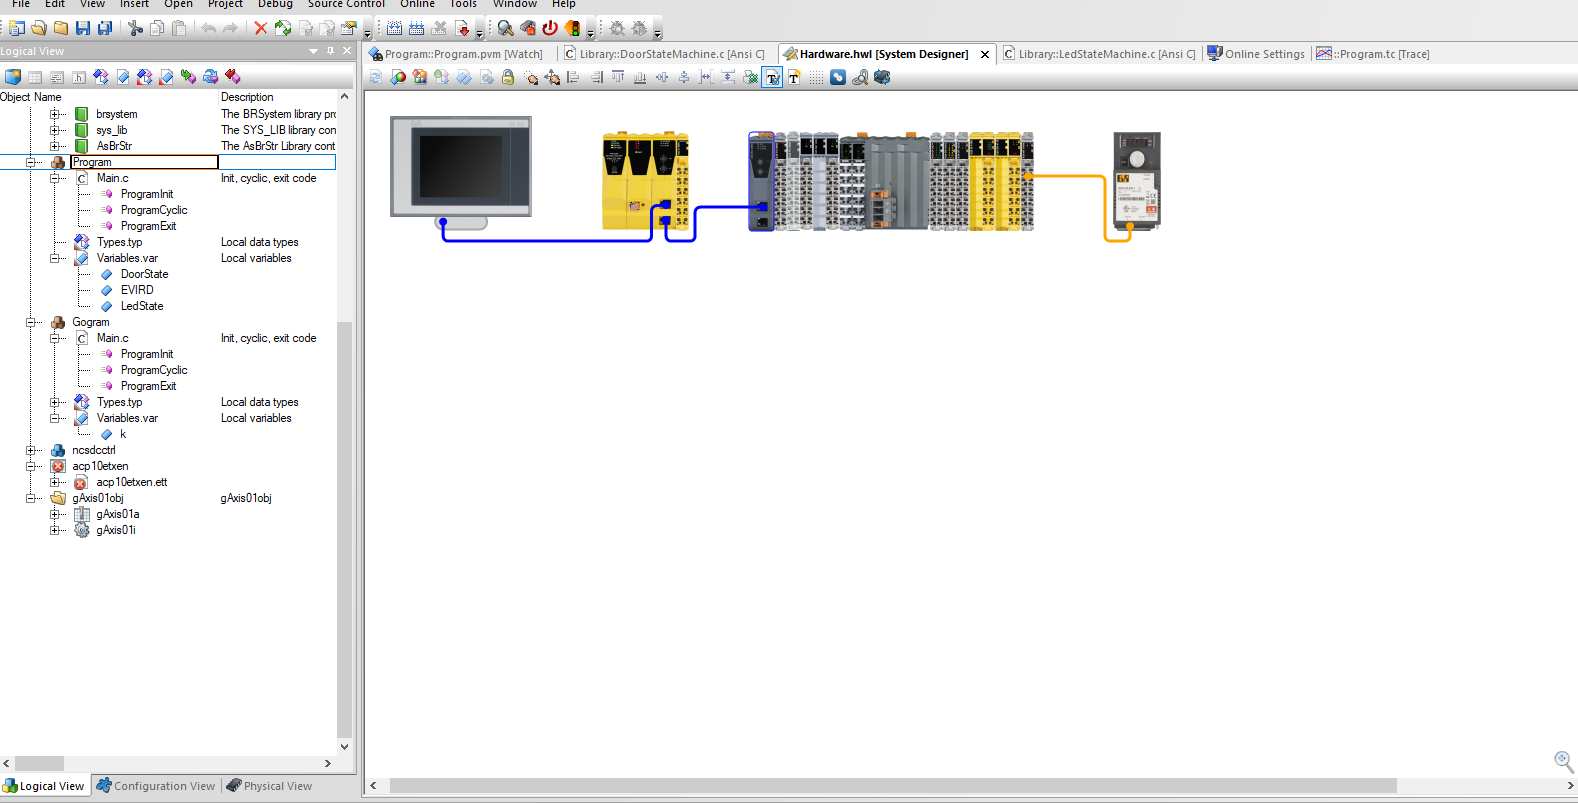 File Edit View Insert Open Project Debug Source Control Online Tools Window Help
Logical View
Program::Program.pvm [Watch] Library::DoorStateMachine.c [Ansi C] Hardware.hwl [System Designer] Library::LedStateMachine.c [Ansi C] Online Settings ::Program.tc [Trace]
Object Name Description
brsystem The BRSystem library pro
sys_lib The SYS_LIB library con
AsBrStr The AsBrStr Library cont
Program
Main.c Init, cyclic, exit code
ProgramInit
ProgramCyclic
ProgramExit
Types.typ Local data types
Variables.var Local variables
DoorState
EVIRD
LedState
Gogram
Main.c Init, cyclic, exit code
ProgramInit
ProgramCyclic
ProgramExit
Types.typ Local data types
Variables.var Local variables
k
ncsdcctrl
acp10etxen
acp10etxen.ett
gAxis01obj gAxis01obj
gAxis01a
gAxis01i
Logical View Configuration View Physical View